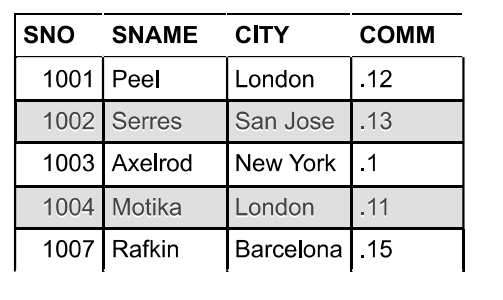 SNO SNAME CITY COMM
1001 Peel London .12
1002 Serres San Jose .13
1003 Axelrod New York .1
1004 Motika London .11
1007 Rafkin Barcelona .15